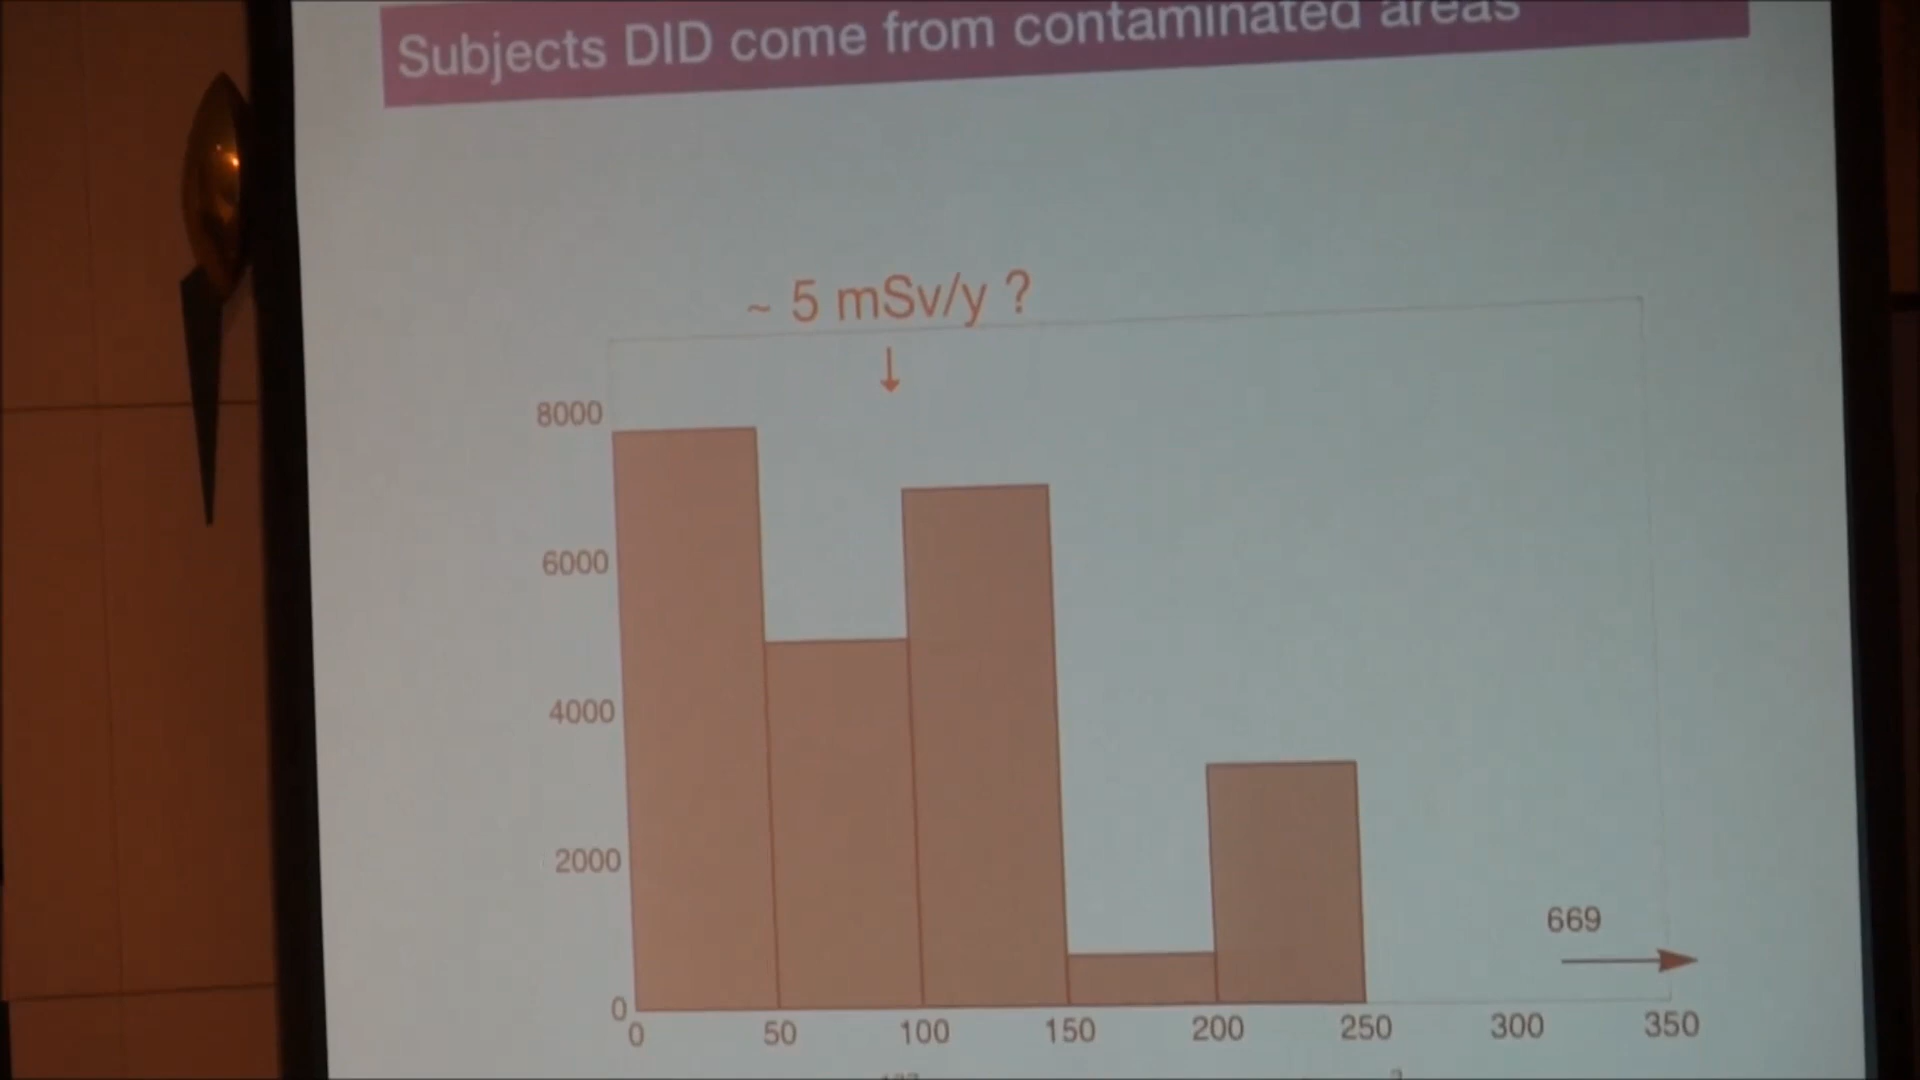 Subjects DID come from contaminated areas
~ 5 mSv/y ?
8000
6000
4000
2000
0
669
0 50 100 150 200 250 300 350